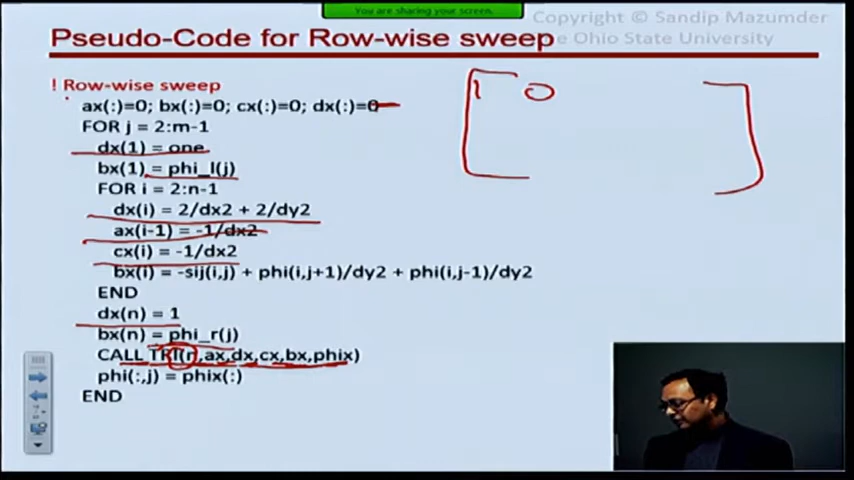 You are sharing your screen.
Copyright © Sandip Mazumder
Pseudo-Code for Row-wise sweep
e Ohio State University
! Row-wise sweep
ax(:)=0; bx(:)=0; cx(:)=0; dx(:)=0
FOR j = 2:m-1
dx(1) = one
bx(1) = phi_l(j)
FOR i = 2:n-1
dx(i) = 2/dx2 + 2/dy2
ax(i-1) = -1/dx2
cx(i) = -1/dx2
bx(i) = -sij(i,j) + phi(i,j+1)/dy2 + phi(i,j-1)/dy2
END
dx(n) = 1
bx(n) = phi_r(j)
CALL TRI(n,ax,dx,cx,bx,phix)
phi(:,j) = phix(:)
END
1 0